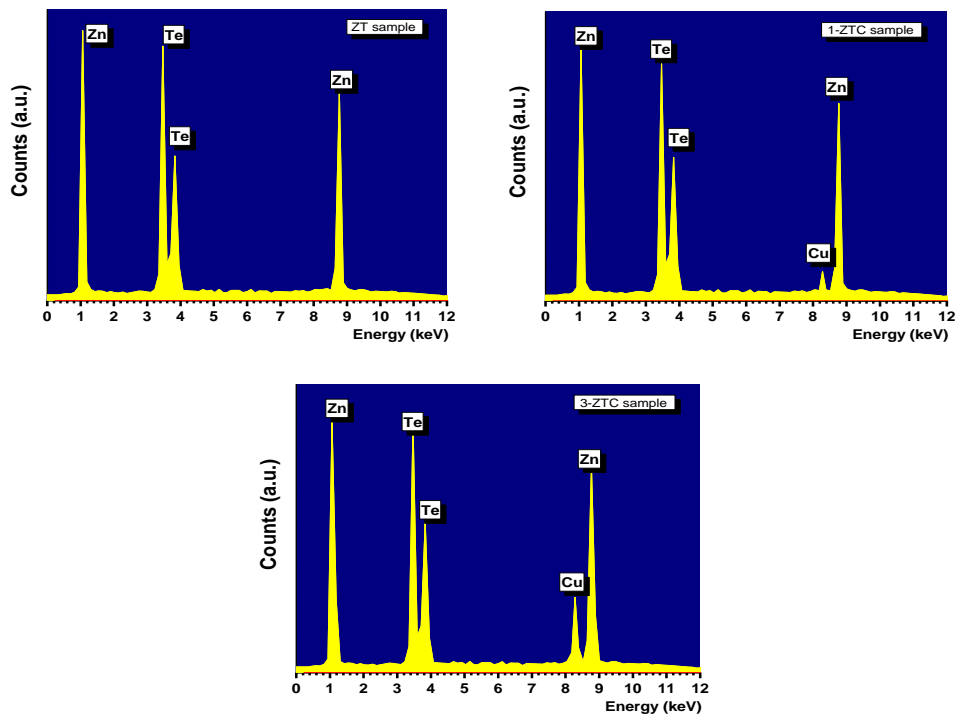 ZT sample
Zn
Te
Zn
Te
Counts (a.u.)
0 1 2 3 4 5 6 7 8 9 10 11 12
Energy (keV)
1-ZTC sample
Zn
Te
Zn
Te
Cu
Counts (a.u.)
0 1 2 3 4 5 6 7 8 9 10 11 12
Energy (keV)
3-ZTC sample
Zn
Te
Zn
Te
Cu
Counts (a.u.)
0 1 2 3 4 5 6 7 8 9 10 11 12
Energy (keV)